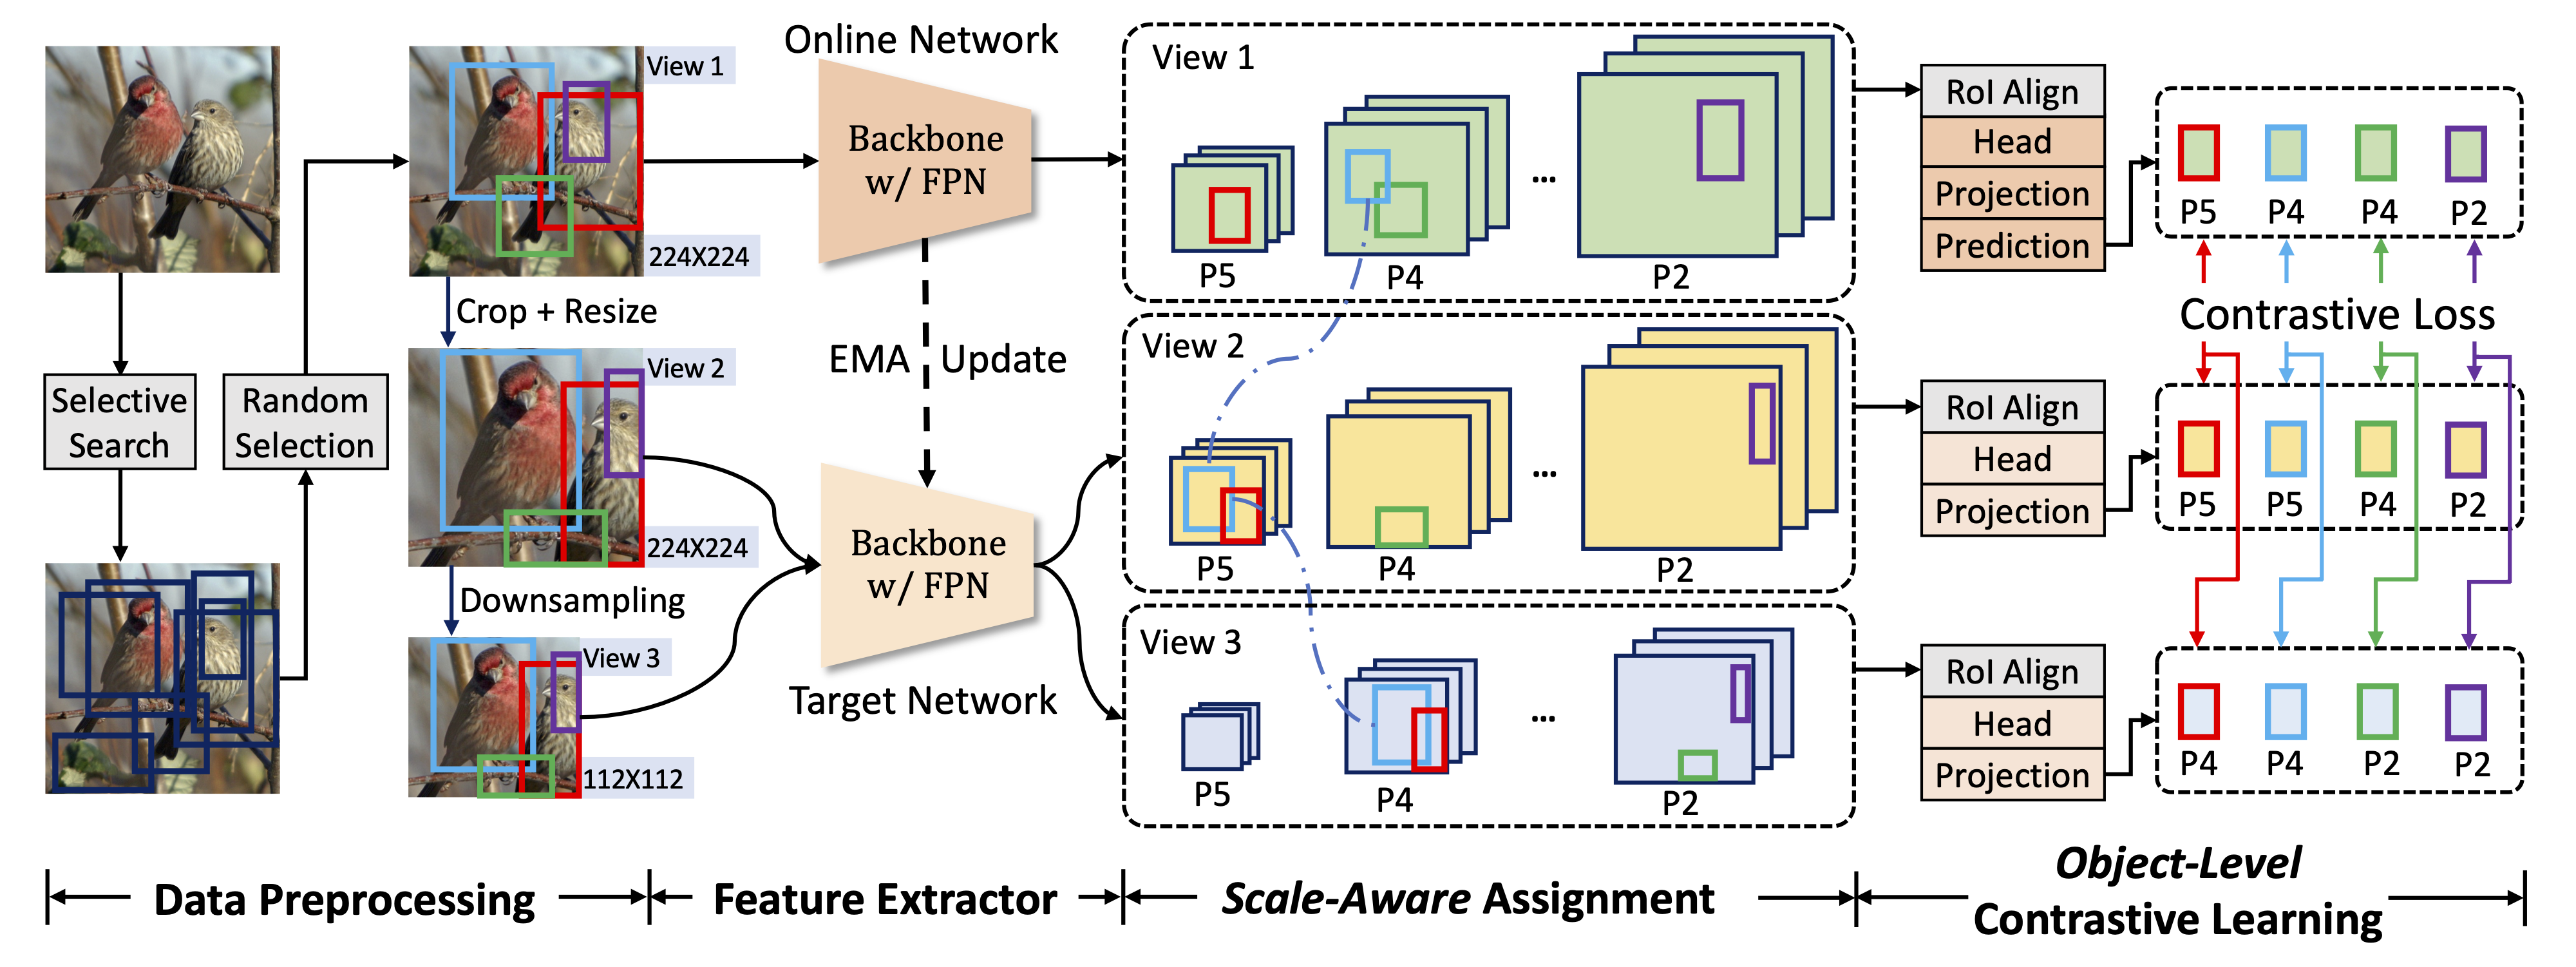 Online Network
View 1
224X224
Crop + Resize
View 2
224X224
Downsampling
View 3
112X112
Selective
Search
Random
Selection
Backbone
w/ FPN
EMA Update
Backbone
w/ FPN
Target Network
View 1
P5
P4
...
P2
View 2
P5
P4
...
P2
View 3
P5
P4
...
P2
RoI Align
Head
Projection
Prediction
P5 P4 P4 P2
Contrastive Loss
RoI Align
Head
Projection
P5 P5 P4 P2
RoI Align
Head
Projection
P4 P4 P2 P2
Data Preprocessing
Feature Extractor
Scale-Aware Assignment
Object-Level
Contrastive Learning